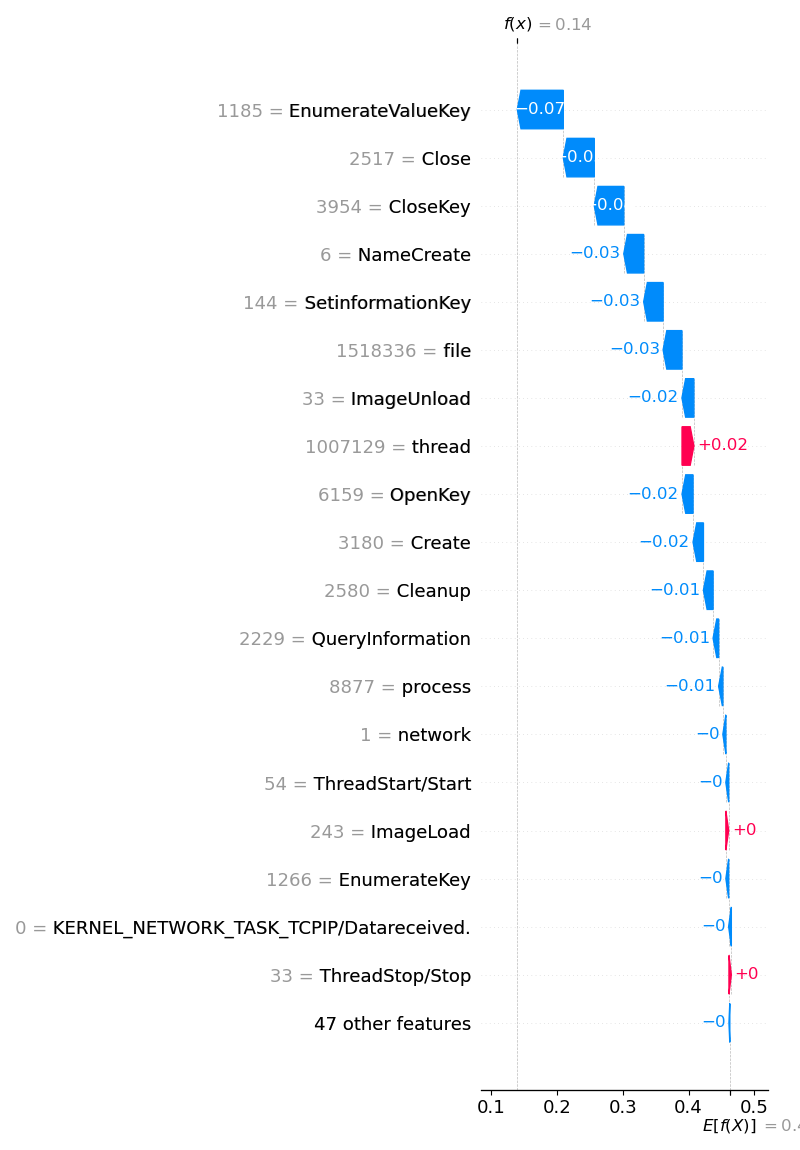 f(x) = 0.14
1185 = EnumerateValueKey −0.07
2517 = Close −0.0
3954 = CloseKey −0.0
6 = NameCreate −0.03
144 = SetinformationKey −0.03
1518336 = file −0.03
33 = ImageUnload −0.02
1007129 = thread +0.02
6159 = OpenKey −0.02
3180 = Create −0.02
2580 = Cleanup −0.01
2229 = QueryInformation −0.01
8877 = process −0.01
1 = network −0
54 = ThreadStart/Start −0
243 = ImageLoad +0
1266 = EnumerateKey −0
0 = KERNEL_NETWORK_TASK_TCPIP/Datareceived. −0
33 = ThreadStop/Stop +0
47 other features −0
0.1 0.2 0.3 0.4 0.5
E[f(X)] = 0.4